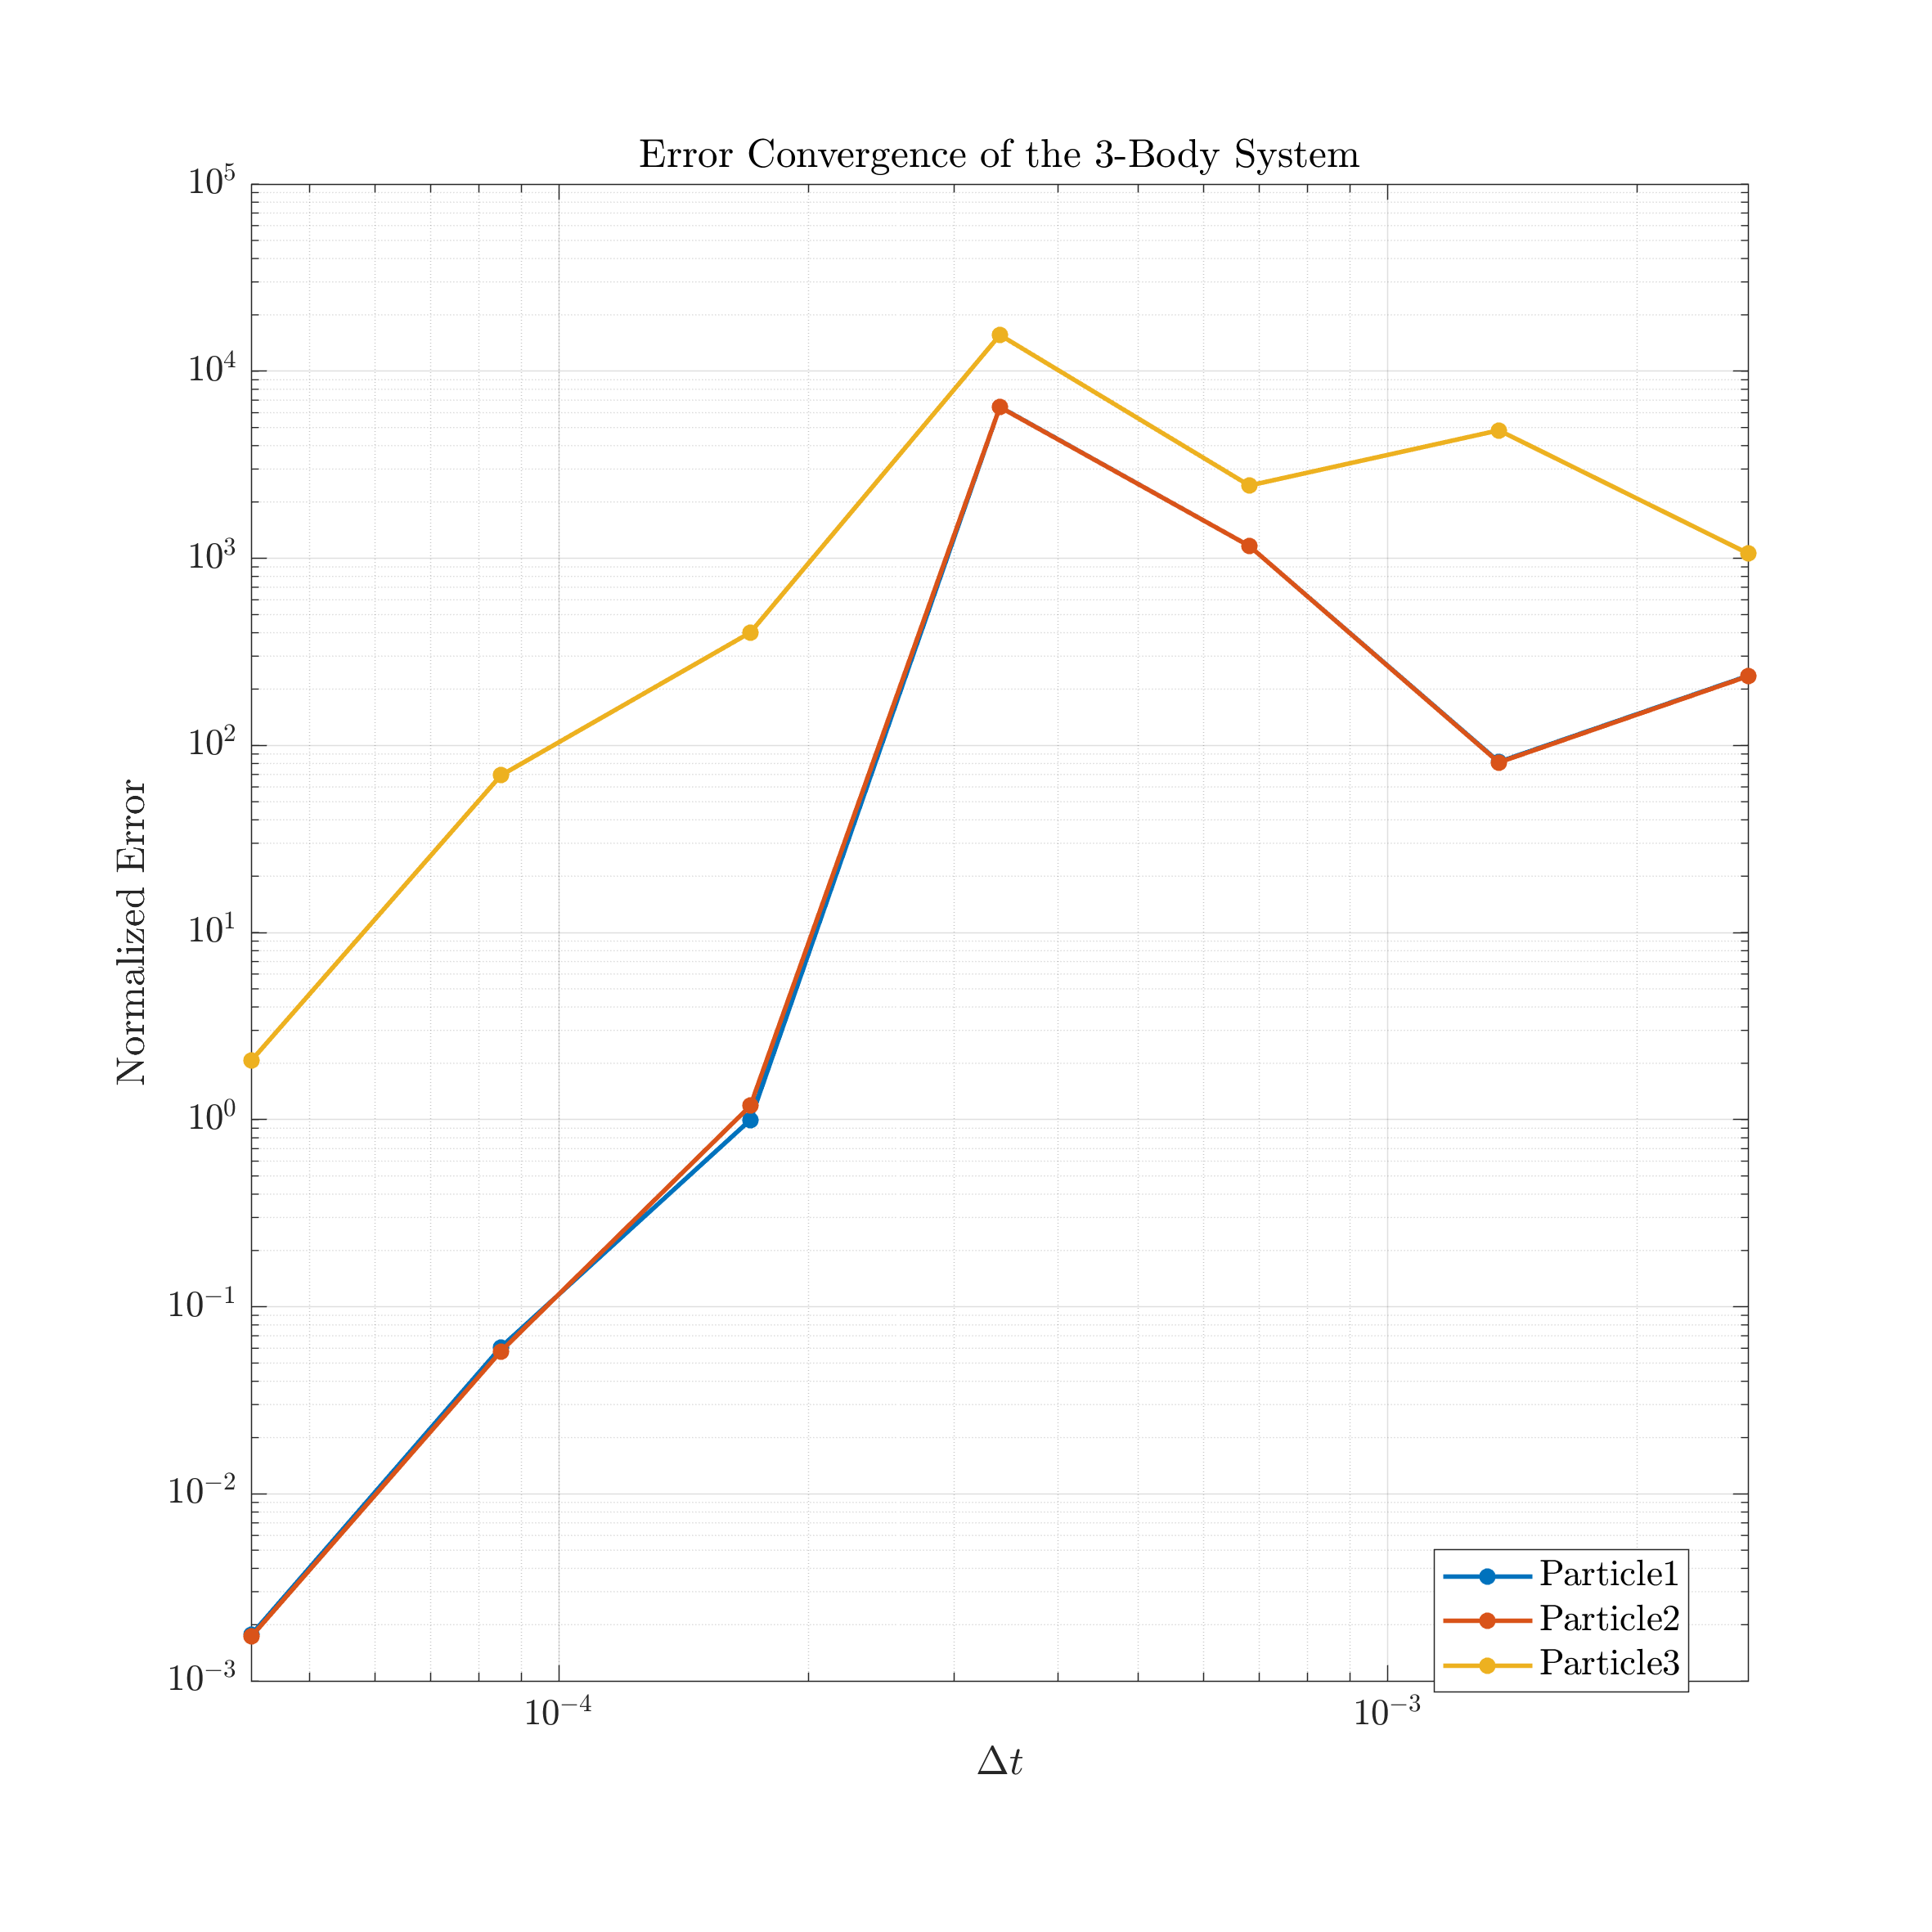 Error Convergence of the 3-Body System
Normalized Error
10^5
10^4
10^3
10^2
10^1
10^0
10^{-1}
10^{-2}
10^{-3}
Particle1
Particle2
Particle3
10^{-4}
10^{-3}
Δt